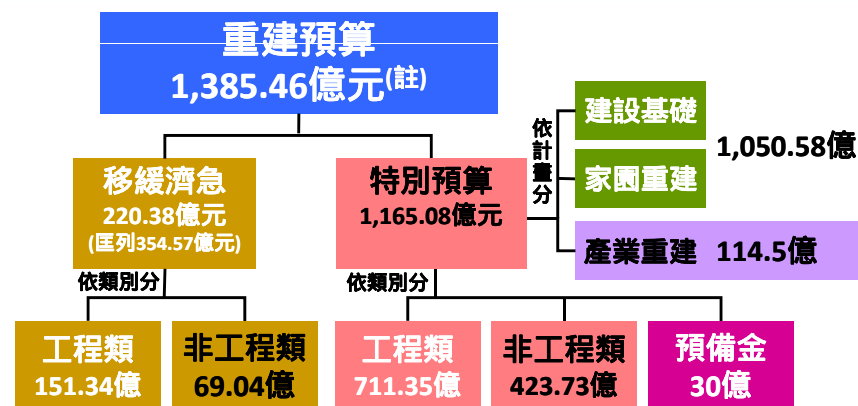 重建預算
1,385.46億元(註)
移緩濟急
220.38億元
(匡列354.57億元)
特別預算
1,165.08億元
依計畫分
建設基礎
家園重建
1,050.58億
產業重建 114.5億
依類別分
依類別分
工程類
151.34億
非工程類
69.04億
工程類
711.35億
非工程類
423.73億
預備金
30億